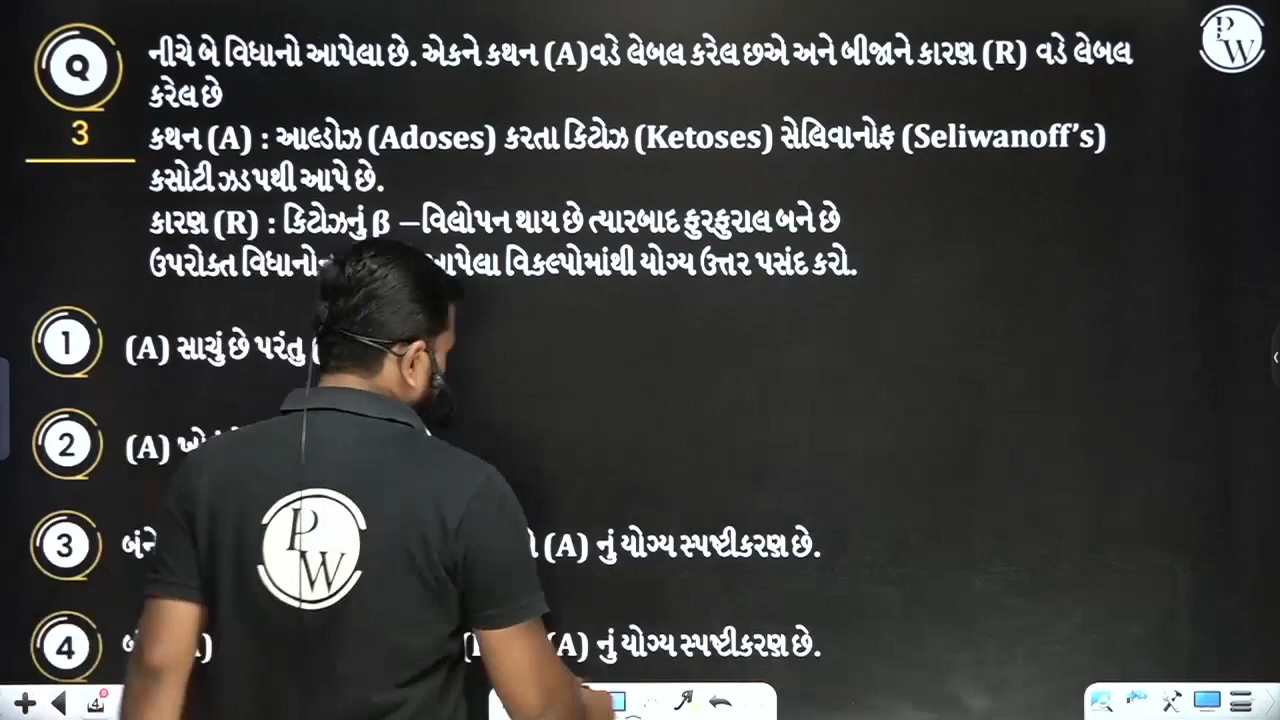 Q
3
નીચે બે વિધાનો આપેલા છે. એકને કથન (A)વડે લેબલ કરેલ છએ અને બીજાને કારણ (R) વડે લેબલ
કરેલ છે
કથન (A) : આલ્ડોઝ (Adoses) કરતા કિટોઝ (Ketoses) સેલિવાનોફ (Seliwanoff's)
કસોટી ઝડપથી આપે છે.
કારણ (R) : કિટોઝનું β –વિલોપન થાય છે ત્યારબાદ ફુરફુરાલ બને છે
ઉપરોક્ત આપેલા વિકલ્પોમાંથી યોગ્ય ઉત્તર પસંદ કરો.
1 (A) સાચું છે પરંતુ
2 (A)
3 (A) નું યોગ્ય સ્પષ્ટીકરણ છે.
4 (A) નું યોગ્ય સ્પષ્ટીકરણ છે.
PW
PW